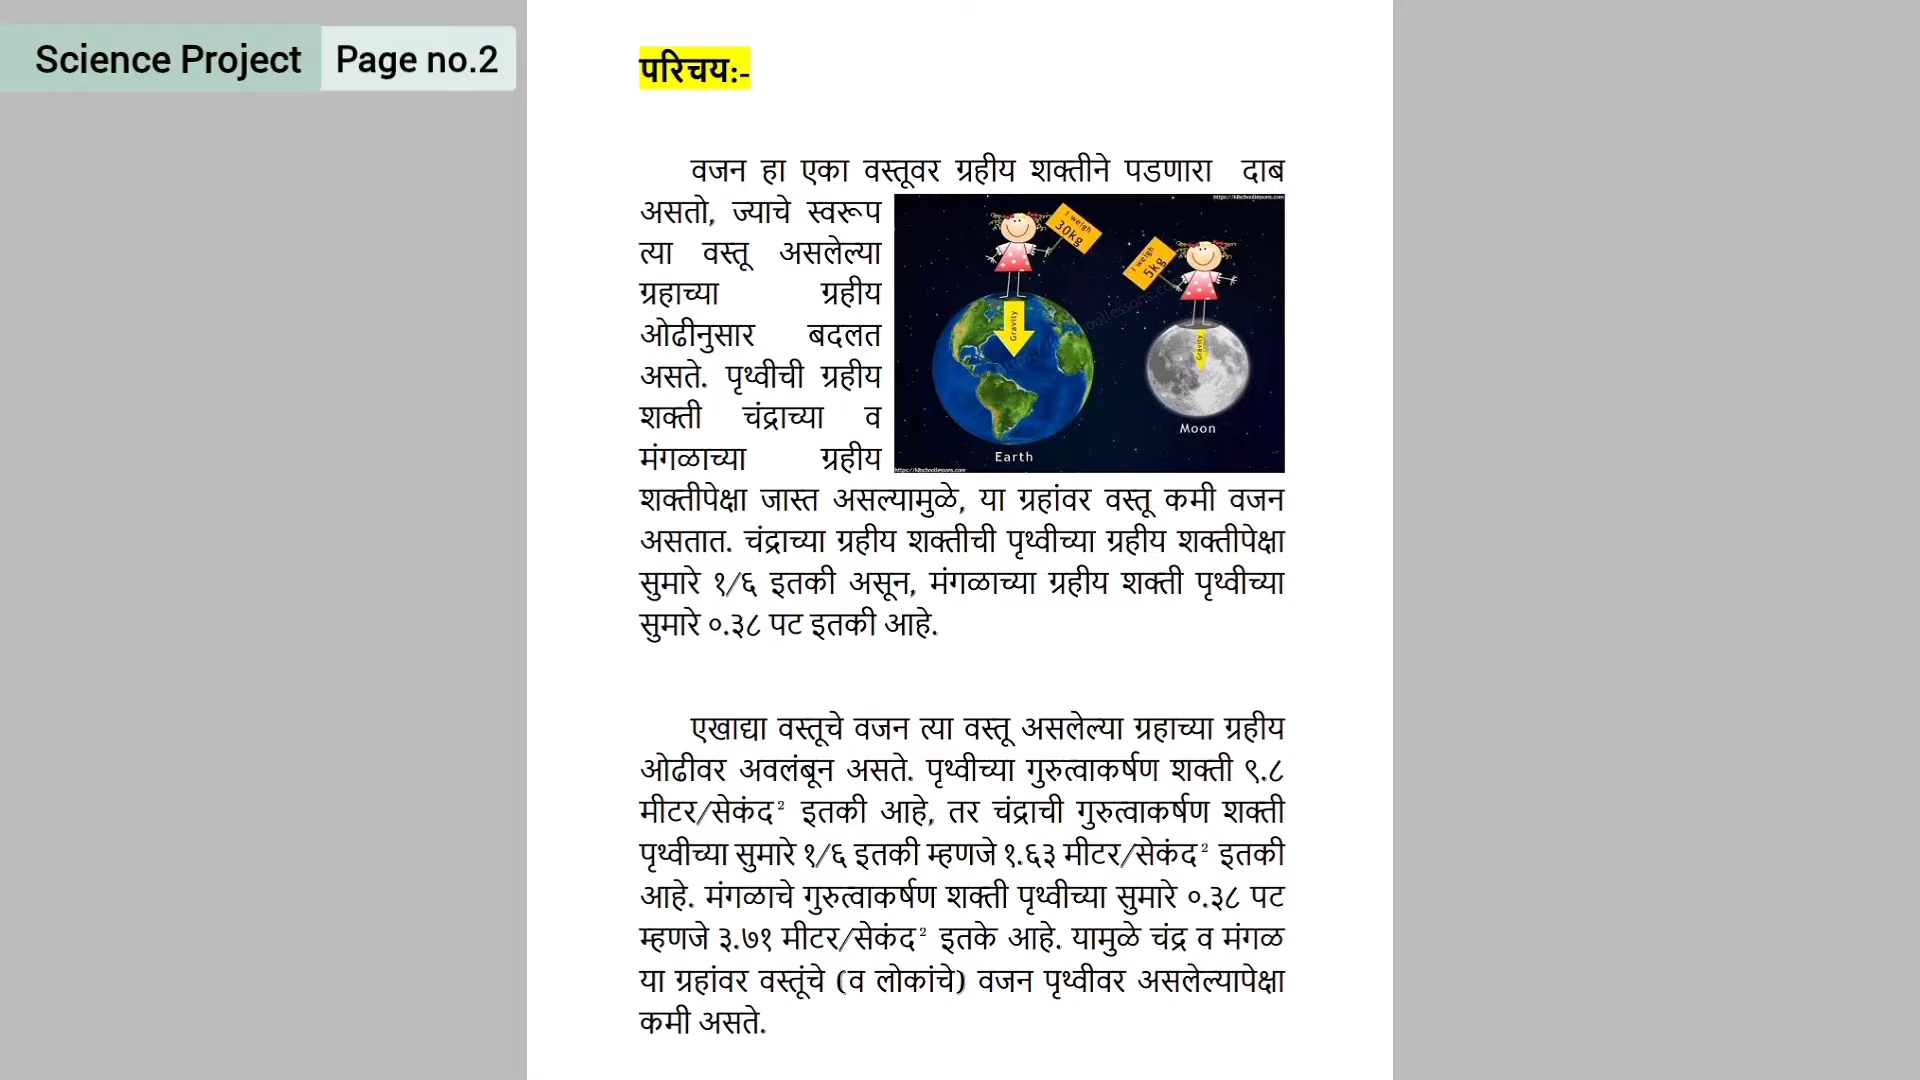 Science Project
Page no.2
परिचय:-
वजन हा एका वस्तूवर ग्रहीय शक्तीने पडणारा दाब
असतो, ज्याचे स्वरूप
त्या वस्तू असलेल्या
ग्रहाच्या ग्रहीय
ओढीनुसार बदलत
असते. पृथ्वीची ग्रहीय
शक्ती चंद्राच्या व
मंगळाच्या ग्रहीय
https://k8schoollessons.com
I weigh
30kg
I weigh
5kg
Gravity
Gravity
Moon
Earth
https://k8schoollessons.com
शक्तीपेक्षा जास्त असल्यामुळे, या ग्रहांवर वस्तू कमी वजन
असतात. चंद्राच्या ग्रहीय शक्तीची पृथ्वीच्या ग्रहीय शक्तीपेक्षा
सुमारे १/६ इतकी असून, मंगळाच्या ग्रहीय शक्ती पृथ्वीच्या
सुमारे ०.३८ पट इतकी आहे.
एखाद्या वस्तूचे वजन त्या वस्तू असलेल्या ग्रहाच्या ग्रहीय
ओढीवर अवलंबून असते. पृथ्वीच्या गुरुत्वाकर्षण शक्ती ९.८
मीटर/सेकंद² इतकी आहे, तर चंद्राची गुरुत्वाकर्षण शक्ती
पृथ्वीच्या सुमारे १/६ इतकी म्हणजे १.६३ मीटर/सेकंद² इतकी
आहे. मंगळाचे गुरुत्वाकर्षण शक्ती पृथ्वीच्या सुमारे ०.३८ पट
म्हणजे ३.७१ मीटर/सेकंद² इतके आहे. यामुळे चंद्र व मंगळ
या ग्रहांवर वस्तूंचे (व लोकांचे) वजन पृथ्वीवर असलेल्यापेक्षा
कमी असते.